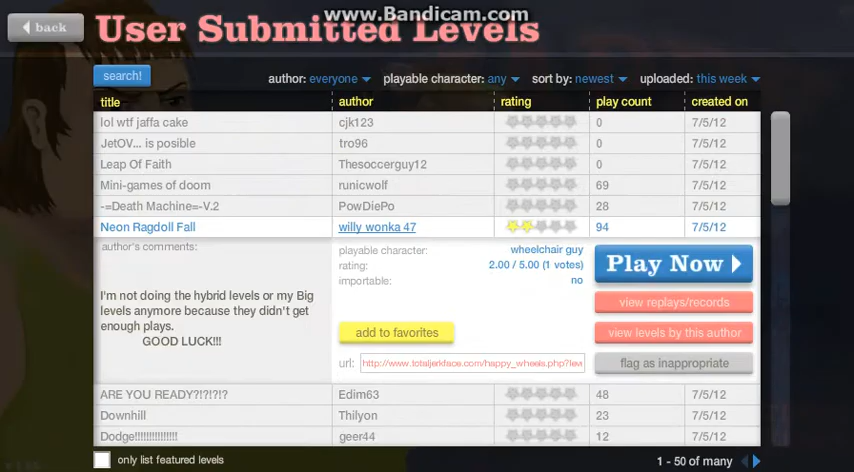 www.Bandicam.com
back
User Submitted Levels
search!
author: everyone playable character: any sort by: newest uploaded: this week
title author rating play count created on
lol wtf jaffa cake cjk123 0 7/5/12
JetOV... is posible tro96 0 7/5/12
Leap Of Faith Thesoccerguy12 0 7/5/12
Mini-games of doom runicwolf 69 7/5/12
-=Death Machine=-V.2 PowDiePo 28 7/5/12
Neon Ragdoll Fall willy wonka 47 94 7/5/12
author's comments:
I'm not doing the hybrid levels or my Big
levels anymore because they didn't get
enough plays.
GOOD LUCK!!!
playable character: wheelchair guy
rating: 2.00 / 5.00 (1 votes)
importable: no
add to favorites
url: http://www.totaljerkface.com/happy_wheels.php?lev
Play Now
view replays/records
view levels by this author
flag as inappropriate
ARE YOU READY?!?!?!? Edim63 48 7/5/12
Downhill Thilyon 23 7/5/12
Dodge!!!!!!!!!!!!!!! geer44 12 7/5/12
only list featured levels
1 - 50 of many